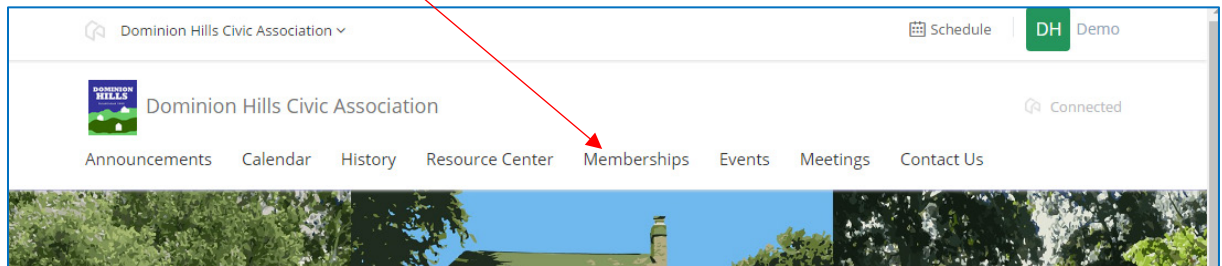 Dominion Hills Civic Association
Schedule
DH Demo
DOMINION
HILLS
Dominion Hills Civic Association
Connected
Announcements Calendar History Resource Center Memberships Events Meetings Contact Us